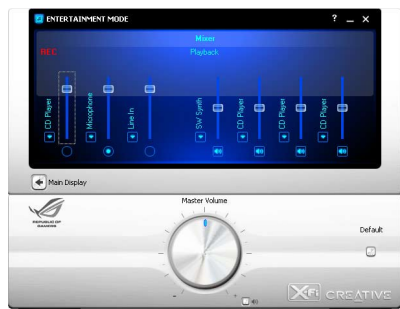 ENTERTAINMENT MODE
? _ X
Mixer
REC
Playback
CD Player
Microphone
Line In
SW Synth
CD Player
CD Player
CD Player
Main Display
Master Volume
REPUBLIC OF
GAMERS
Default
- +
X-Fi CREATIVE